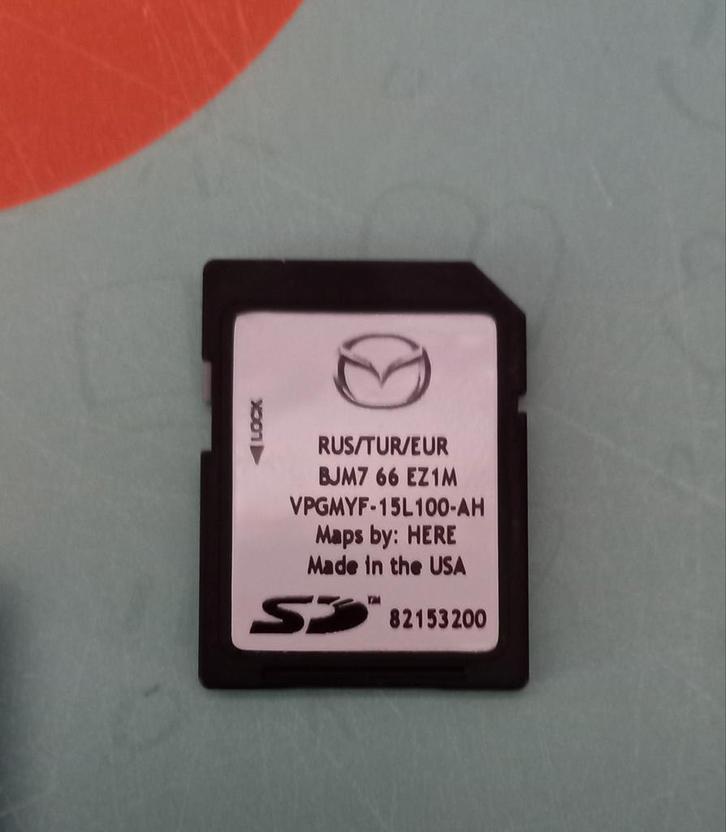 LOCK
RUS/TUR/EUR
BJM7 66 EZ1M
VPGMYF-15L100-AH
Maps by: HERE
Made in the USA
SD™ 82153200